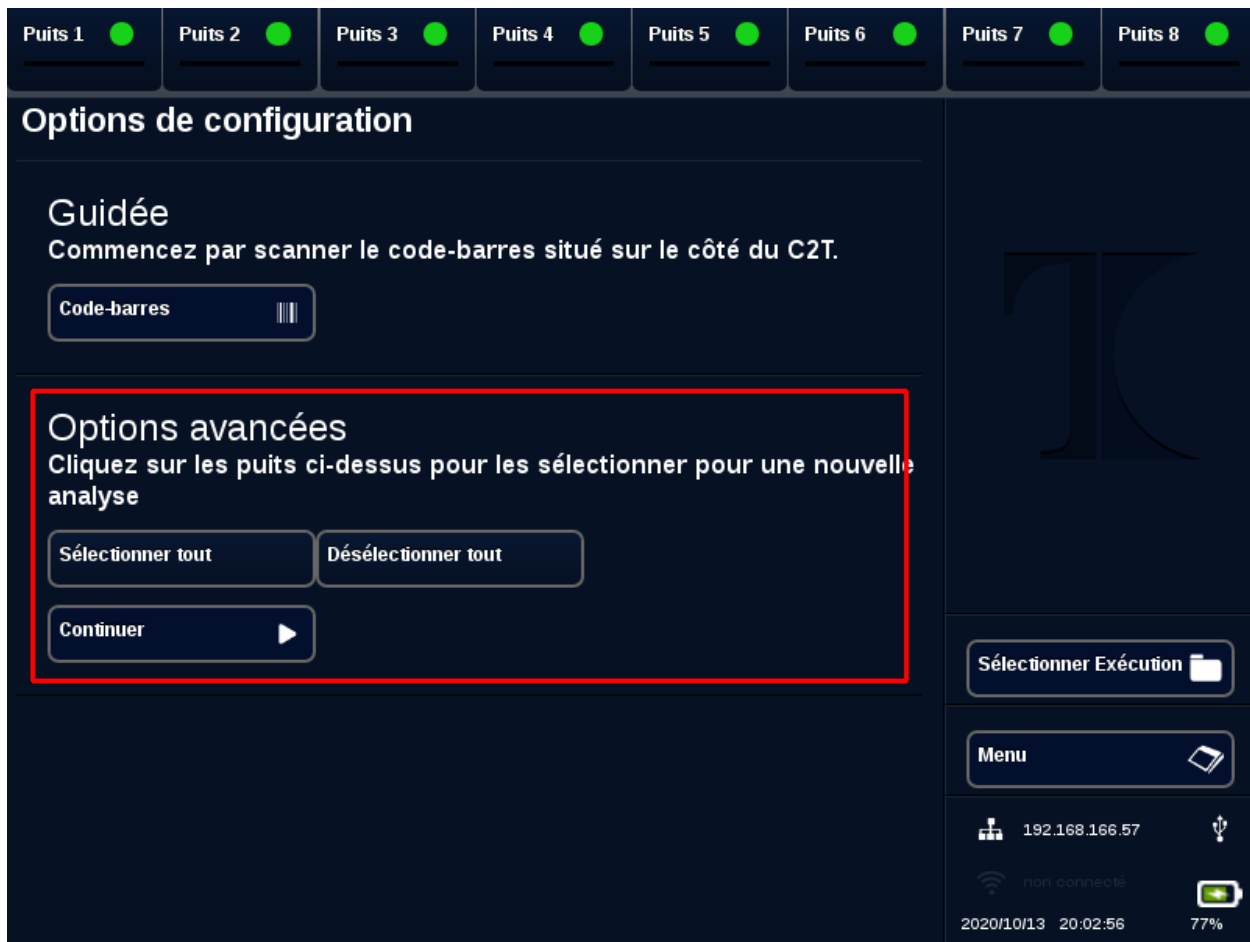 Puits 1 Puits 2 Puits 3 Puits 4 Puits 5 Puits 6 Puits 7 Puits 8
Options de configuration
Guidée
Commencez par scanner le code-barres situé sur le côté du C2T.
Code-barres
Options avancées
Cliquez sur les puits ci-dessus pour les sélectionner pour une nouvelle
analyse
Sélectionner tout Désélectionner tout
Continuer
TC
Sélectionner Exécution
Menu
192.168.166.57
non connecté
2020/10/13 20:02:56 77%